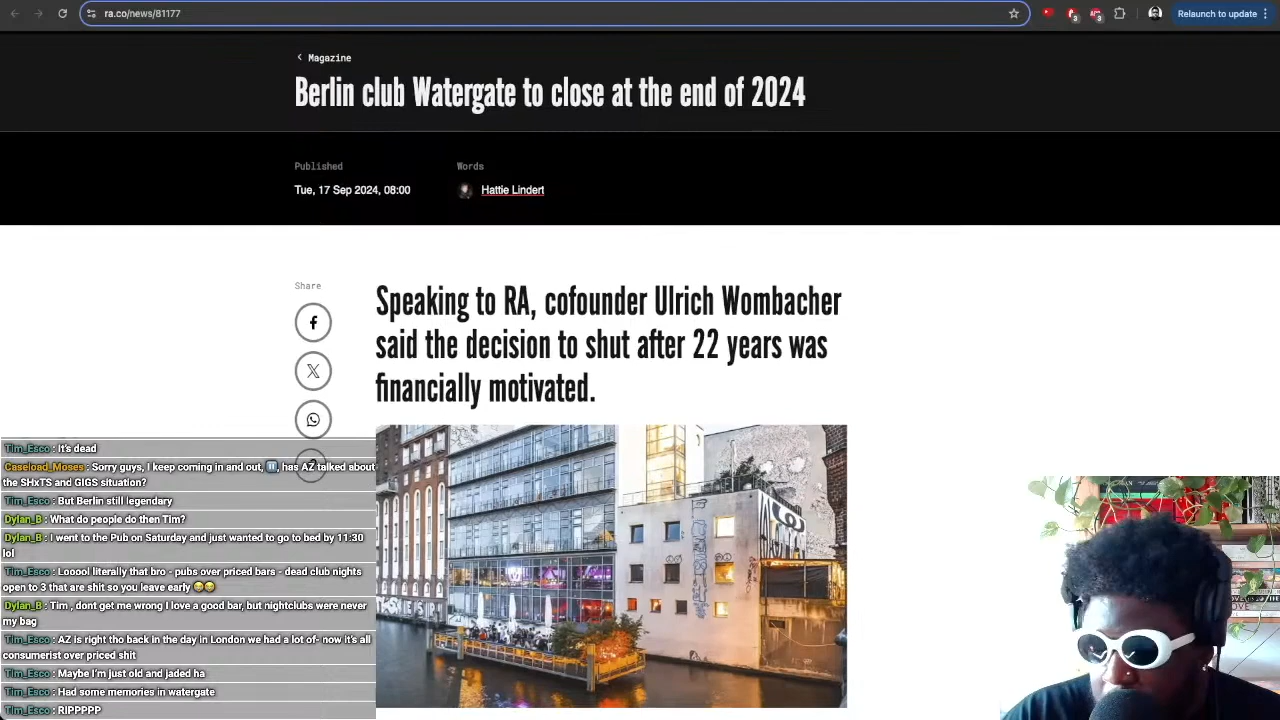 ra.co/news/81177
Relaunch to update
Magazine
Berlin club Watergate to close at the end of 2024
Published
Words
Tue, 17 Sep 2024, 08:00
Hattie Lindert
Share
Speaking to RA, cofounder Ulrich Wombacher
said the decision to shut after 22 years was
financially motivated.
Tim_Esco : It's dead
Caseload_Moses : Sorry guys, I keep coming in and out, ⏸, has AZ talked about
the SHxTS and GIGS situation?
Tim_Esco : But Berlin still legendary
Dylan_B : What do people do then Tim?
Dylan_B : I went to the Pub on Saturday and just wanted to go to bed by 11:30
lol
Tim_Esco : Looool literally that bro - pubs over priced bars - dead club nights
open to 3 that are shit so you leave early 😂😂
Dylan_B : Tim , dont get me wrong I love a good bar, but nightclubs were never
my bag
Tim_Esco : AZ is right tho back in the day in London we had a lot of- now it's all
consumerist over priced shit
Tim_Esco : Maybe I'm just old and jaded ha
Tim_Esco : Had some memories in watergate
Tim_Esco : RIPPPPP